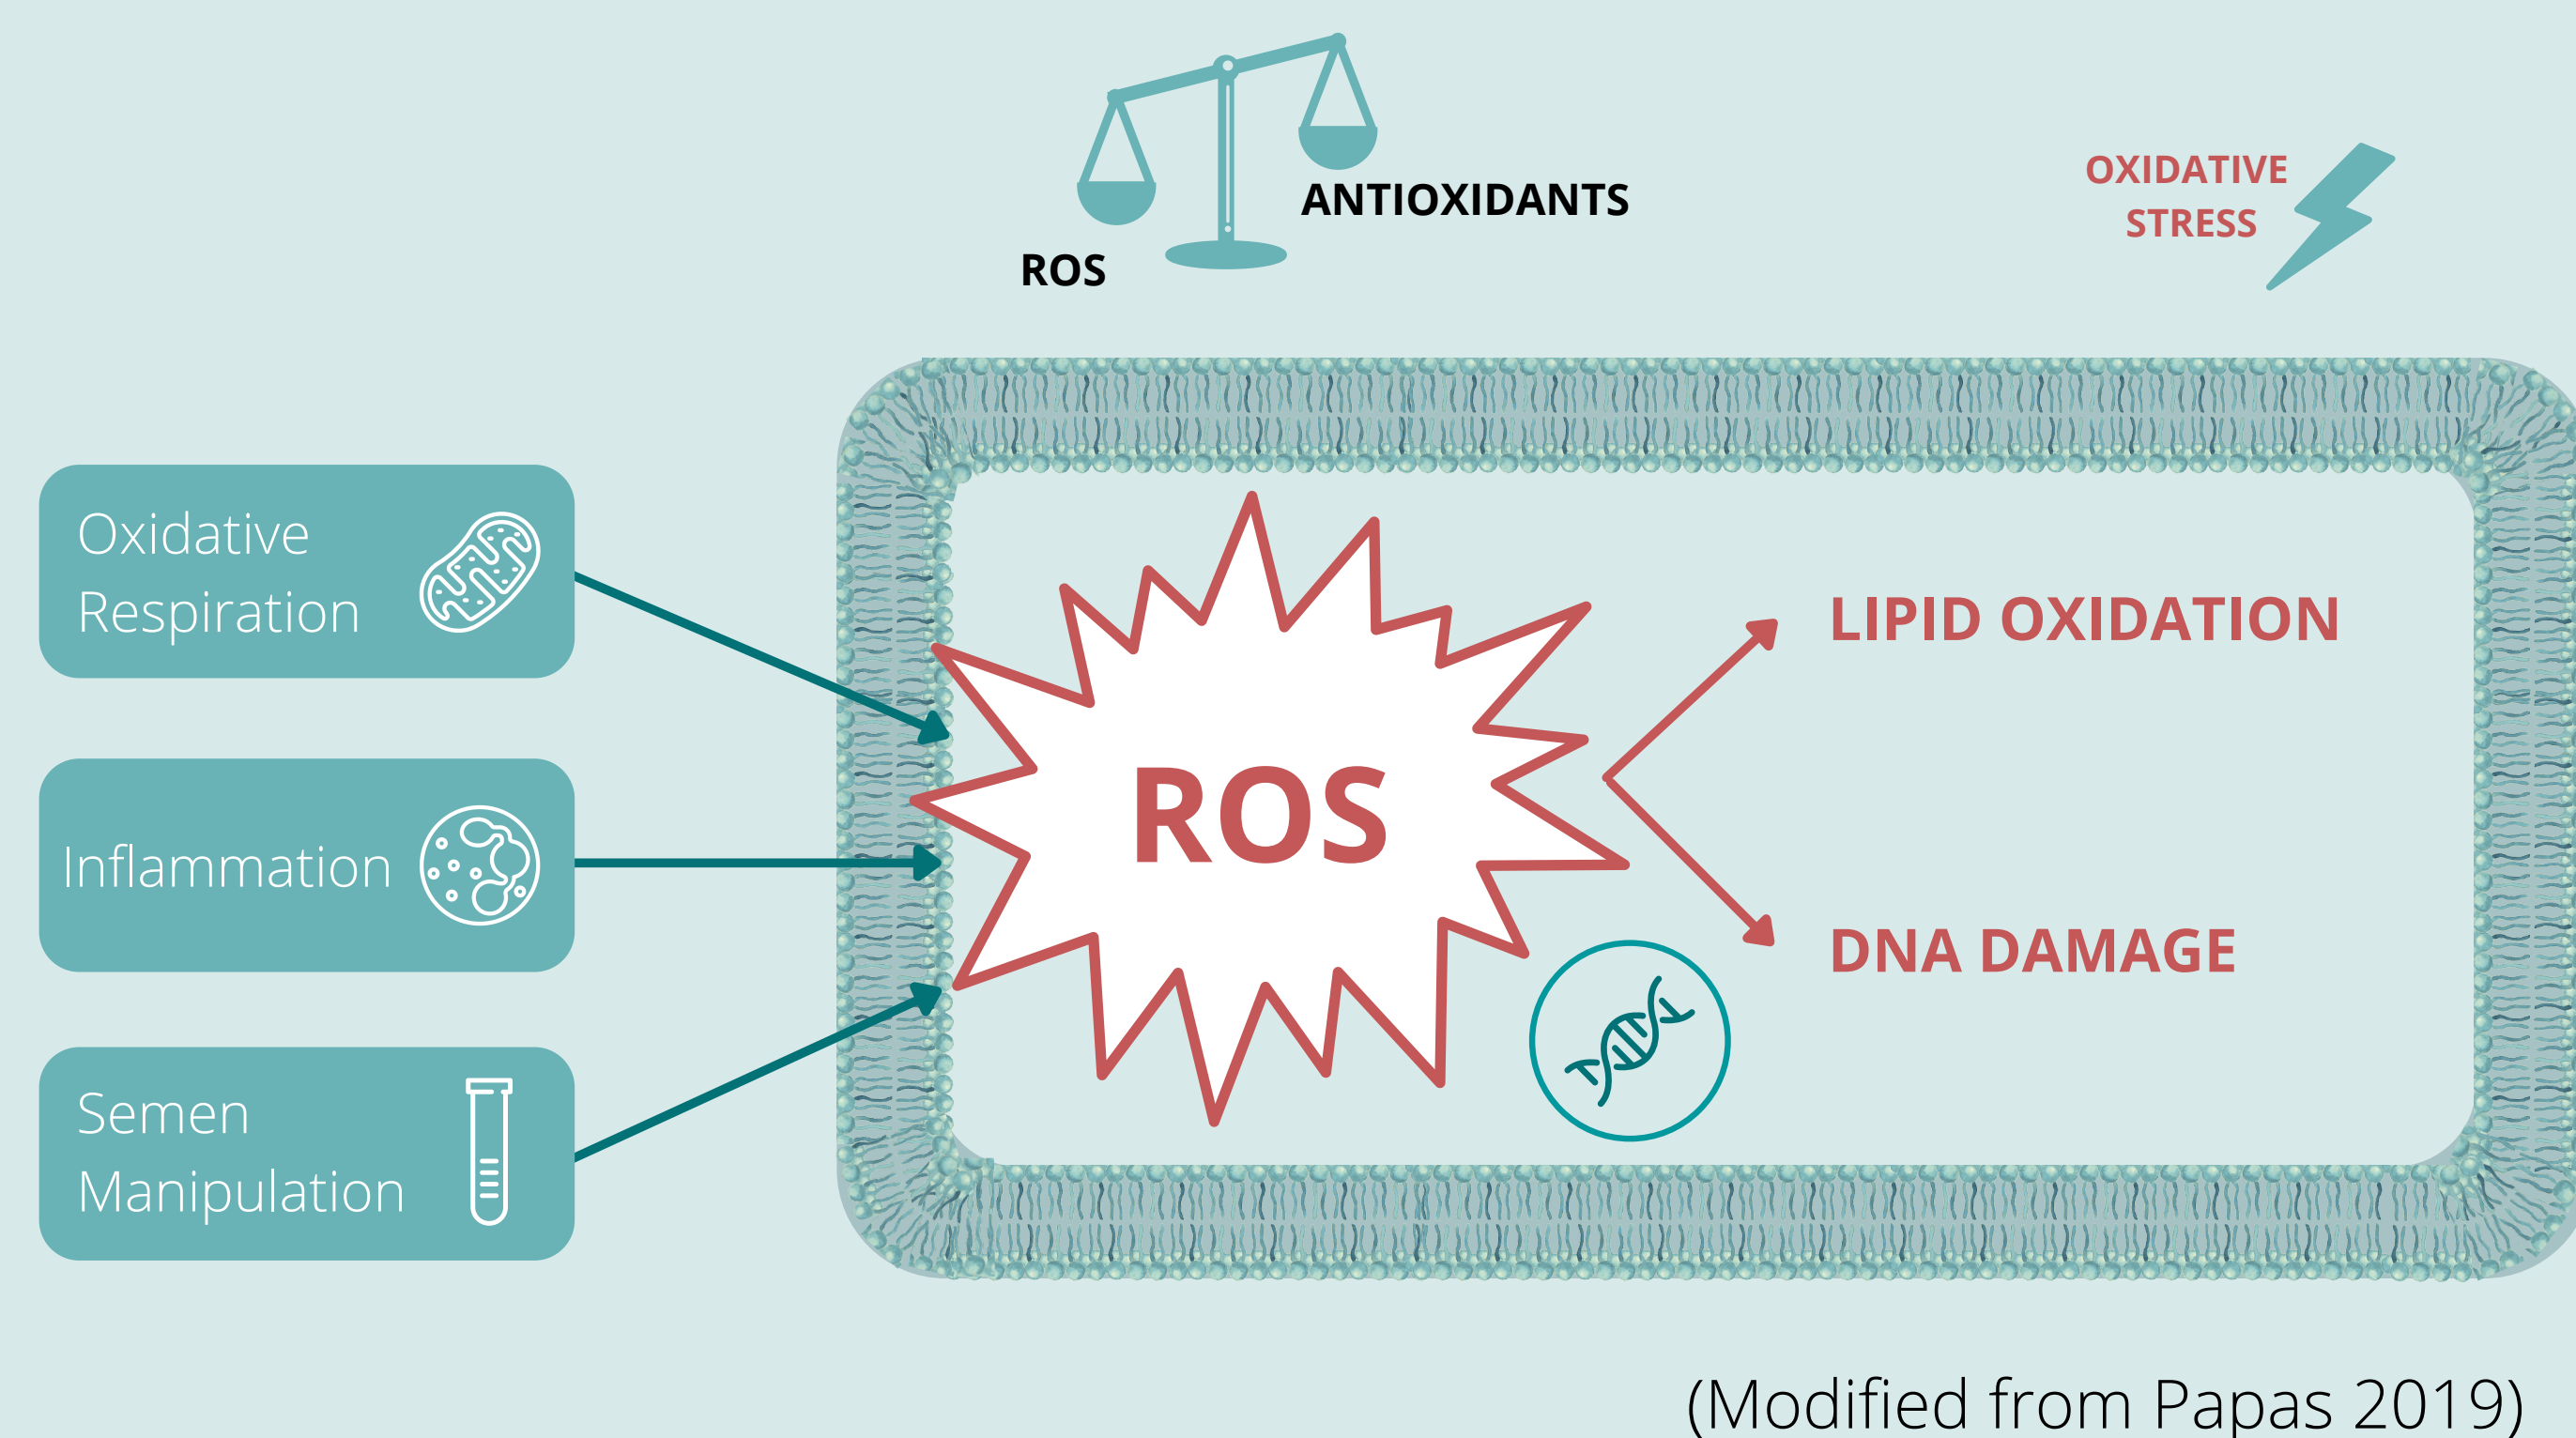 ANTIOXIDANTS
ROS
OXIDATIVE
STRESS
Oxidative
Respiration
Inflammation
Semen
Manipulation
ROS
LIPID OXIDATION
DNA DAMAGE
(Modified from Papas 2019)